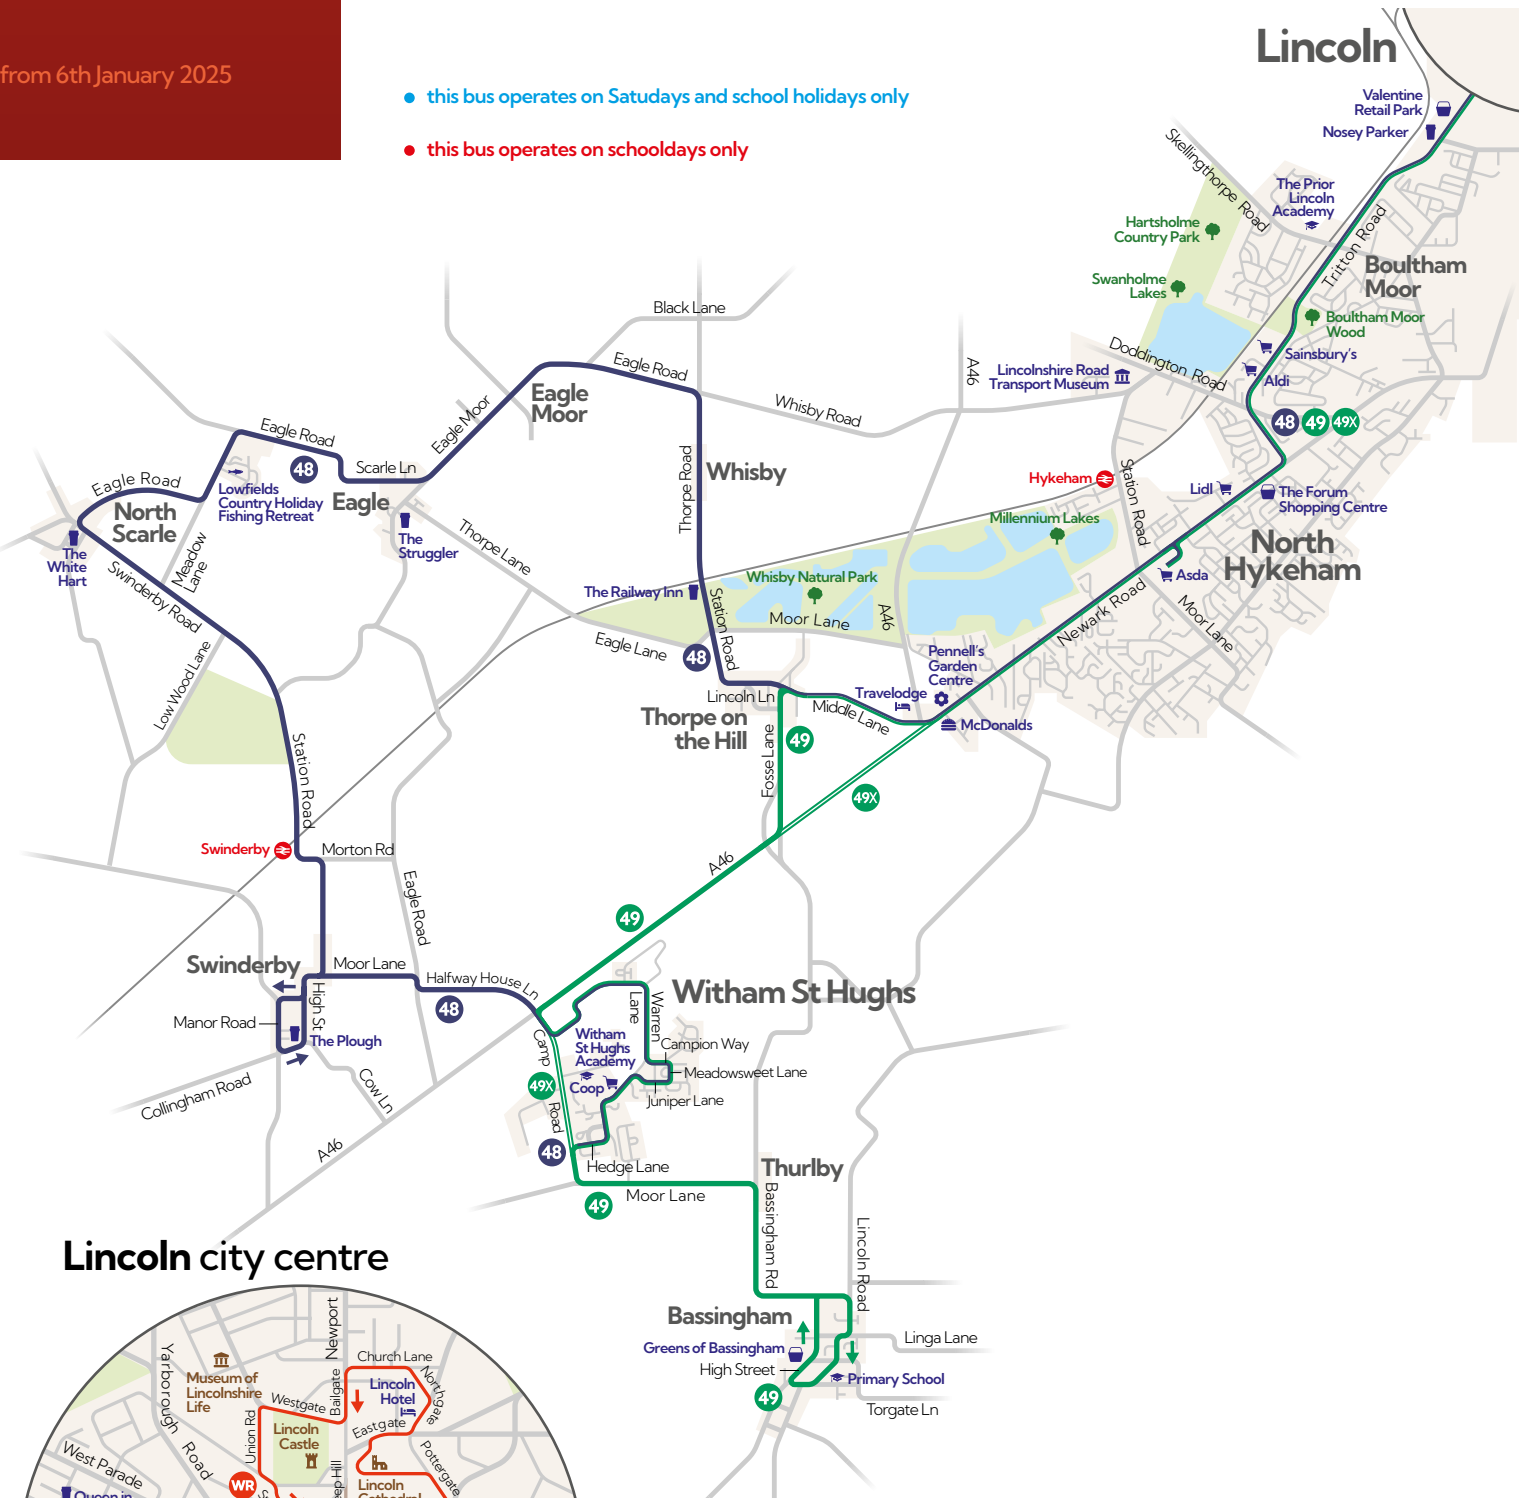 from 6th January 2025
this bus operates on Satudays and school holidays only
this bus operates on schooldays only
Lincoln
Valentine
Retail Park
Nosey Parker
Skellingthorpe Road
The Prior
Lincoln
Academy
Hartsholme
Country Park
Tritton Road
Boultham
Moor
Swanholme
Lakes
Boultham Moor
Wood
Black Lane
Sainsbury's
Doddington Road
Eagle Road
A46
Lincolnshire Road
Transport Museum
Aldi
Eagle
Moor
Eagle Moor
Whisby Road
48
49
49X
Eagle Road
48
Scarle Ln
Thorpe Road
Whisby
Hykeham
Station Road
Lidl
The Forum
Shopping Centre
Eagle Road
Lowfields
Country Holiday
Fishing Retreat
Eagle
North
Scarle
Millennium Lakes
The
White
Hart
Meadow
Lane
The
Struggler
Thorpe Lane
North
Hykeham
Swinderby Road
The Railway Inn
Whisby Natural Park
Asda
Station Road
Moor Lane
A46
Newark Road
Moor Lane
Eagle Lane
48
Low Wood Lane
Pennell's
Garden
Centre
Lincoln Ln
Travelodge
Middle Lane
McDonalds
Thorpe on
the Hill
Fosse Lane
49
49X
Station Road
Swinderby
Morton Rd
A46
Eagle Road
49
Swinderby
Moor Lane
Halfway House Ln
48
High St
Manor Road
The Plough
Witham St Hughs
Warren
Lane
Camp
Road
Witham
St Hughs
Academy
Campion Way
Meadowsweet Lane
Coop
49X
Juniper Lane
Collingham Road
Cow Ln
A46
48
Hedge Lane
Thurlby
Moor Lane
49
Bassingham Rd
Lincoln Road
Bassingham
Linga Lane
Greens of Bassingham
High Street
Primary School
49
Torgate Ln
Lincoln city centre
Newport
Yarborough Road
Church Lane
Museum of
Lincolnshire
Life
Bailgate
Lincoln
Hotel
Northgate
Westgate
Union Rd
Lincoln
Castle
Eastgate
Pottergate
West Parade
WR
Lincoln
Cathedral
Queen in